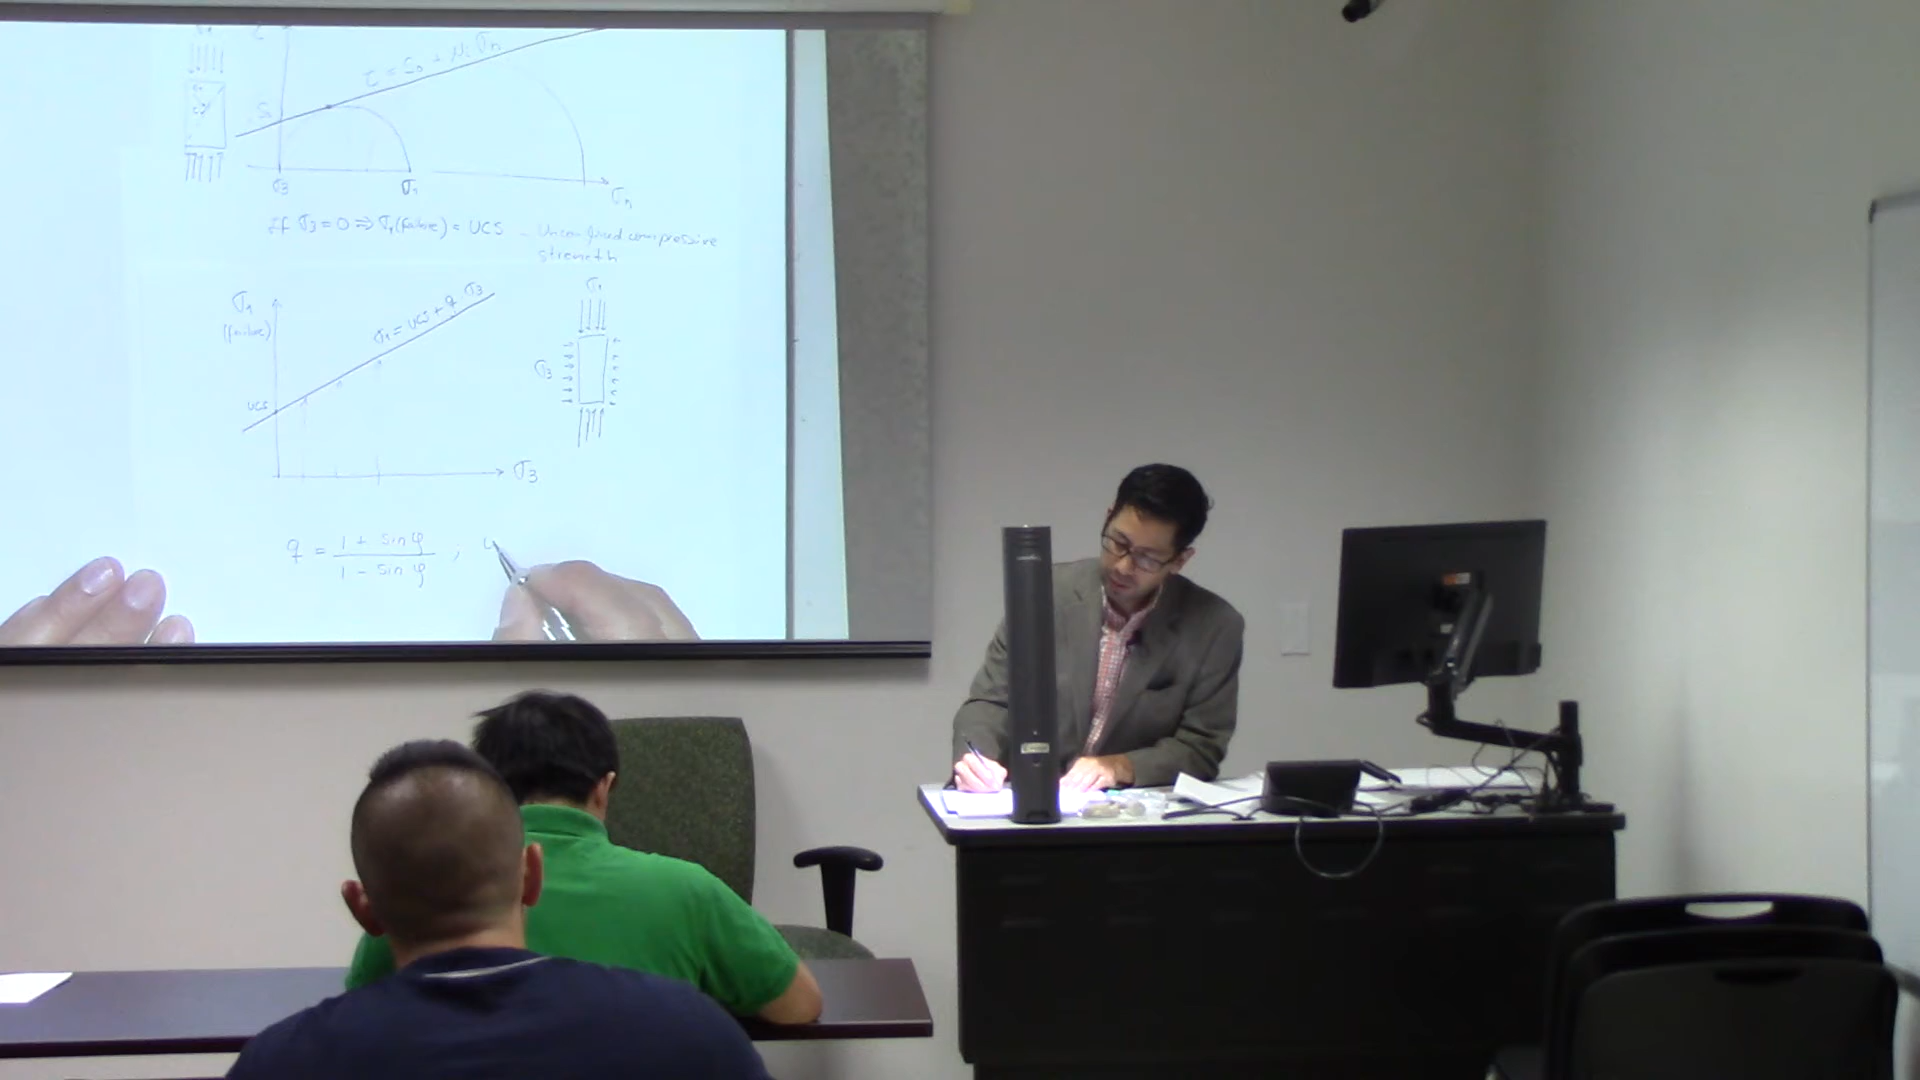 τ
τ = S₀ + μᵢ σₙ
S₀
σ₃ σ₁
σₙ
If σ₃ = 0 ⇒ σ₁(failure) = UCS - Unconfined compressive
strength
σ₁
(failure)
σ₁ = UCS + q σ₃
σ₁
σ₃
UCS
σ₃
q = 1 + sin φ / 1 - sin φ ; U